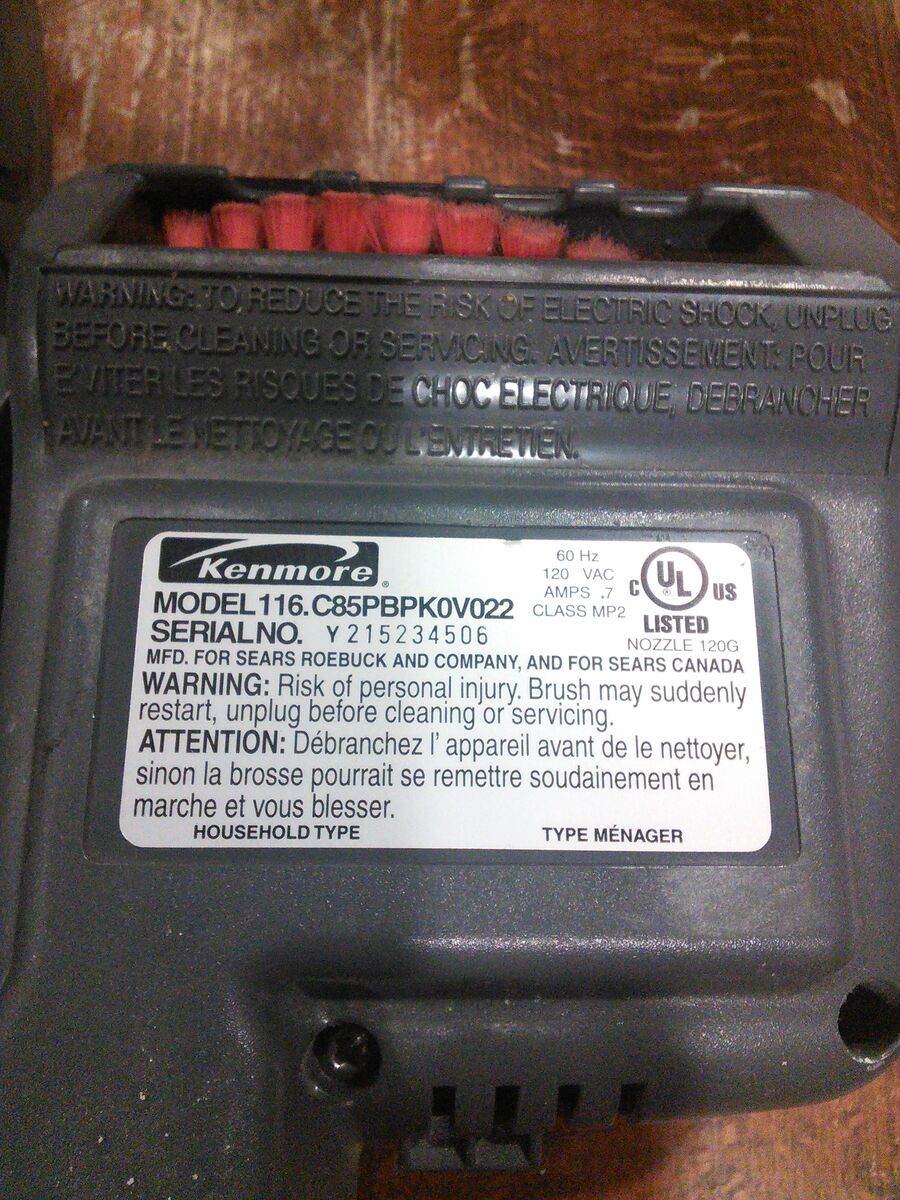 WARNING: TO REDUCE THE RISK OF ELECTRIC SHOCK, UNPLUG
BEFORE CLEANING OR SERVICING. AVERTISSEMENT: POUR
E'VITER LES RISQUES DE CHOC ELECTRIQUE, DEBRANCHER
AVANT LE NETTOYAGE OU L'ENTRETIEN.
Kenmore®
MODEL 116.C85PBPK0V022
SERIAL NO. Y215234506
60 Hz
120 VAC
AMPS .7
CLASS MP2
C UL® US
LISTED
NOZZLE 120G
MFD. FOR SEARS ROEBUCK AND COMPANY, AND FOR SEARS CANADA
WARNING: Risk of personal injury. Brush may suddenly
restart, unplug before cleaning or servicing.
ATTENTION: Débranchez l' appareil avant de le nettoyer,
sinon la brosse pourrait se remettre soudainement en
marche et vous blesser.
HOUSEHOLD TYPE TYPE MÉNAGER